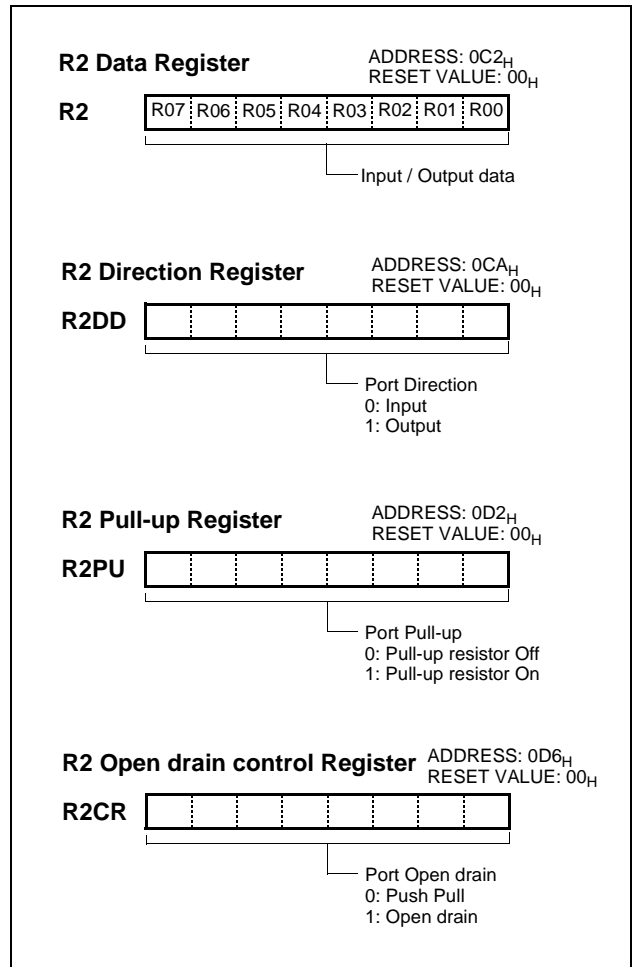 R2 Data Register
ADDRESS: 0C2H
RESET VALUE: 00H
R2
R07 R06 R05 R04 R03 R02 R01 R00
Input / Output data
R2 Direction Register
ADDRESS: 0CAH
RESET VALUE: 00H
R2DD
Port Direction
0: Input
1: Output
R2 Pull-up Register
ADDRESS: 0D2H
RESET VALUE: 00H
R2PU
Port Pull-up
0: Pull-up resistor Off
1: Pull-up resistor On
R2 Open drain control Register
ADDRESS: 0D6H
RESET VALUE: 00H
R2CR
Port Open drain
0: Push Pull
1: Open drain